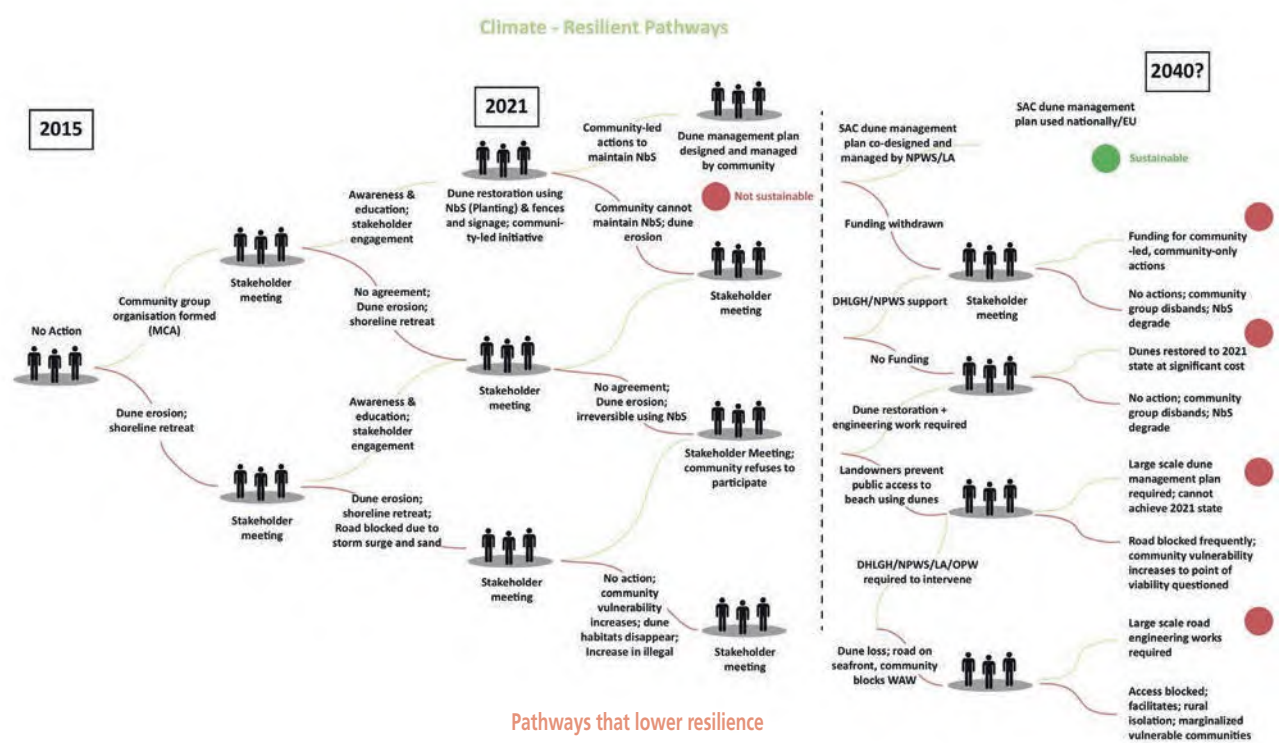 Climate - Resilient Pathways
2015
2021
2040?
No Action
Community group
organisation formed
(MCA)
Dune erosion;
shoreline retreat
Stakeholder
meeting
Stakeholder
meeting
Awareness &
education;
stakeholder
engagement
No agreement;
Dune erosion;
shoreline retreat
Awareness &
education;
stakeholder
engagement
Dune erosion;
shoreline retreat;
Road blocked due to
storm surge and sand
Dune restoration using
NbS (Planting) & fences
and signage; communi-
ty-led initiative
Stakeholder
meeting
Stakeholder
meeting
Community-led
actions to
maintain NbS
Community cannot
maintain NbS; dune
erosion
No agreement;
Dune erosion;
irreversible using NbS
No action;
community
vulnerability
increases; dune
habitats disappear;
Increase in illegal
Dune management plan
designed and managed
by community
Not sustainable
Stakeholder
meeting
Stakeholder Meeting;
community refuses to
participate
Stakeholder
meeting
SAC dune management
plan co-designed and
managed by NPWS/LA
Funding withdrawn
DHLGH/NPWS support
No Funding
Dune restoration +
engineering work required
Landowners prevent
public access to
beach using dunes
DHLGH/NPWS/LA/OPW
required to intervene
Dune loss; road on
seafront, community
blocks WAW
Stakeholder
meeting
SAC dune management
plan used nationally/EU
Sustainable
Funding for community
-led, community-only
actions
No actions; community
group disbands; NbS
degrade
Dunes restored to 2021
state at significant cost
No action; community
group disbands; NbS
degrade
Large scale dune
management plan
required; cannot
achieve 2021 state
Road blocked frequently;
community vulnerability
increases to point of
viability questioned
Large scale road
engineering works
required
Access blocked;
facilitates; rural
isolation; marginalized
vulnerable communities
Pathways that lower resilience